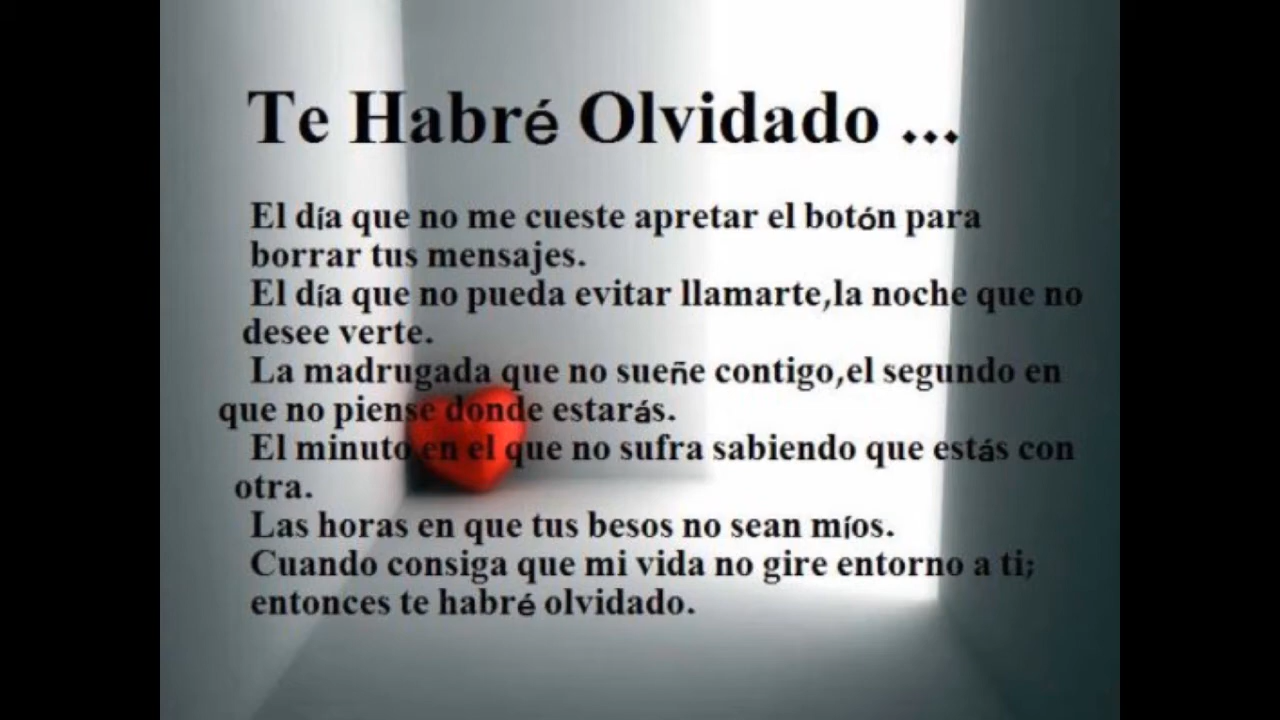 Te Habré Olvidado ...
El día que no me cueste apretar el botón para
borrar tus mensajes.
El día que no pueda evitar llamarte,la noche que no
desee verte.
La madrugada que no sueñe contigo,el segundo en
que no piense donde estarás.
El minuto en el que no sufra sabiendo que estás con
otra.
Las horas en que tus besos no sean míos.
Cuando consiga que mi vida no gire entorno a ti;
entonces te habré olvidado.